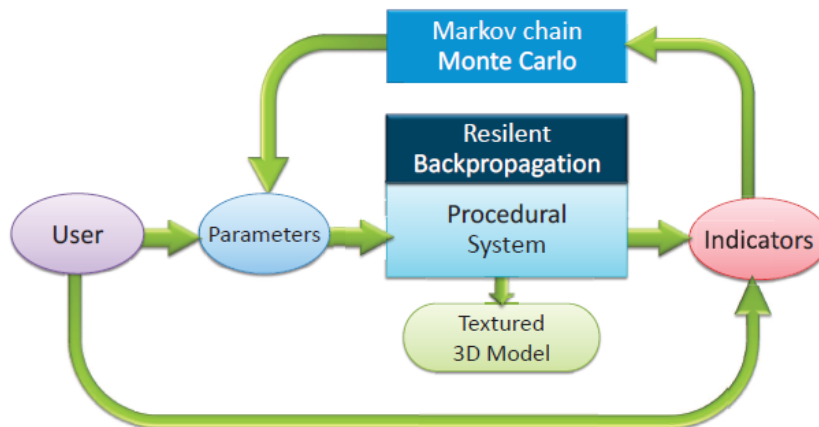 Markov chain
Monte Carlo
Resilent
Backpropagation
User
Parameters
Procedural
System
Indicators
Textured
3D Model